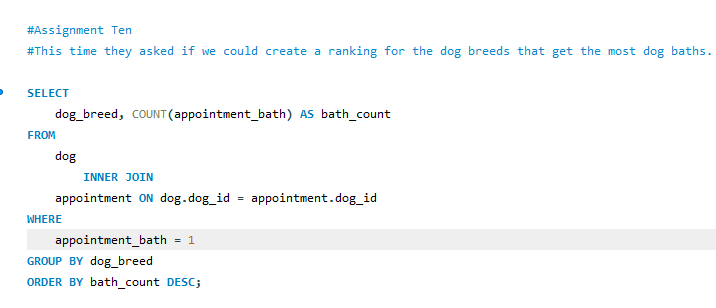 #Assignment Ten
#This time they asked if we could create a ranking for the dog breeds that get the most dog baths.
SELECT
dog_breed, COUNT(appointment_bath) AS bath_count
FROM
dog
INNER JOIN
appointment ON dog.dog_id = appointment.dog_id
WHERE
appointment_bath = 1
GROUP BY dog_breed
ORDER BY bath_count DESC;